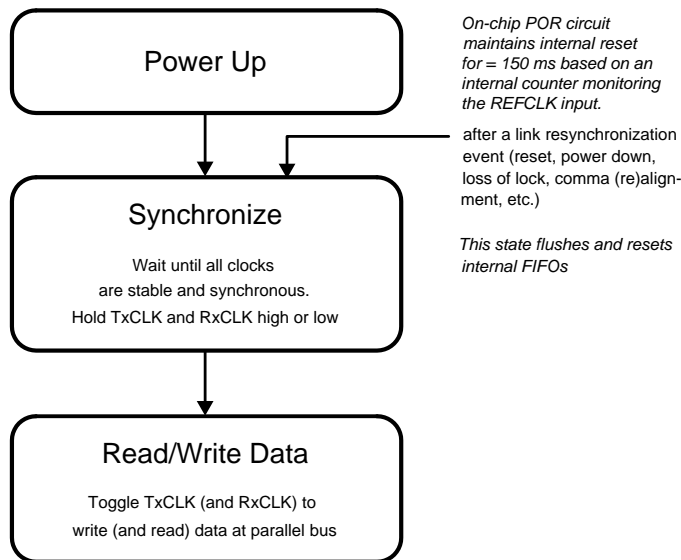 Power Up
On-chip POR circuit
maintains internal reset
for = 150 ms based on an
internal counter monitoring
the REFCLK input.
after a link resynchronization
event (reset, power down,
loss of lock, comma (re)align-
ment, etc.)
Synchronize
Wait until all clocks
are stable and synchronous.
Hold TxCLK and RxCLK high or low
This state flushes and resets
internal FIFOs
Read/Write Data
Toggle TxCLK (and RxCLK) to
write (and read) data at parallel bus